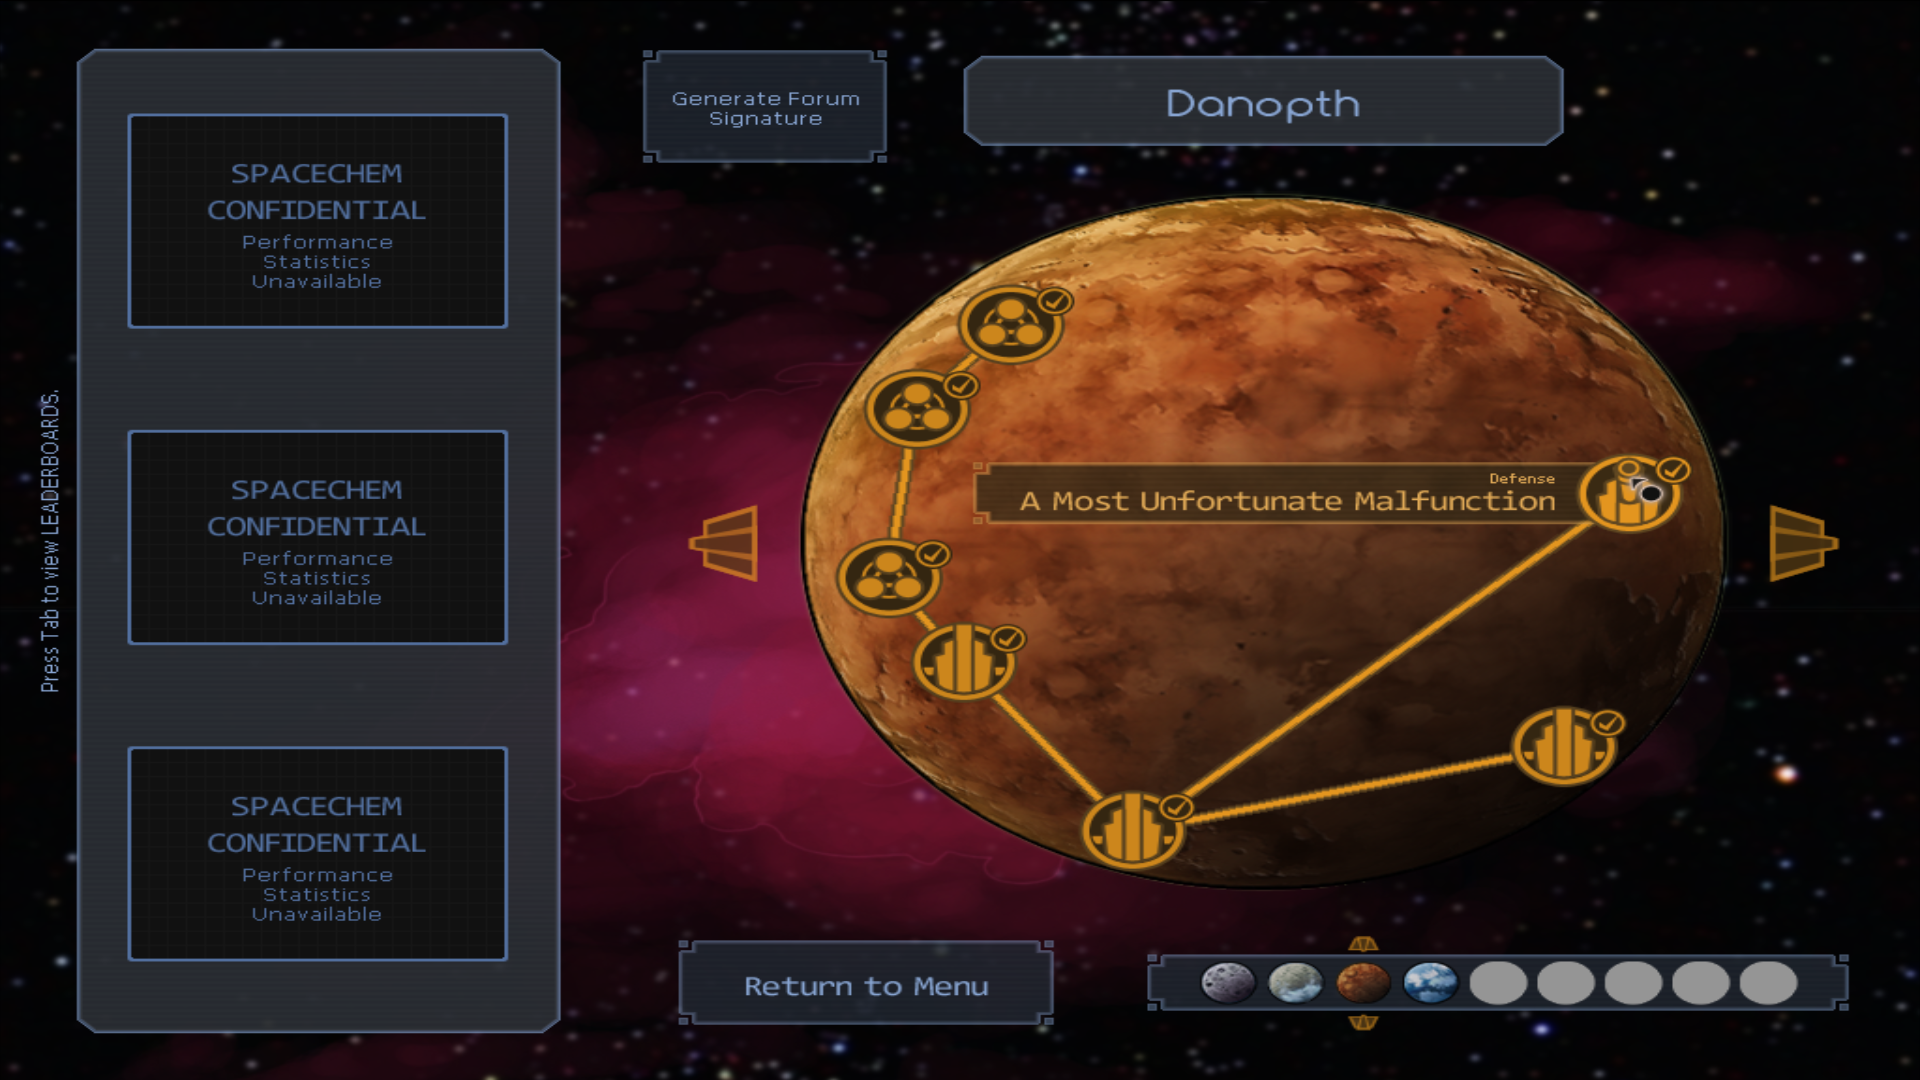 Press Tab to view LEADERBOARDS.
SPACECHEM
CONFIDENTIAL
Performance
Statistics
Unavailable
SPACECHEM
CONFIDENTIAL
Performance
Statistics
Unavailable
SPACECHEM
CONFIDENTIAL
Performance
Statistics
Unavailable
Generate Forum
Signature
Danopth
Defense
A Most Unfortunate Malfunction
Return to Menu